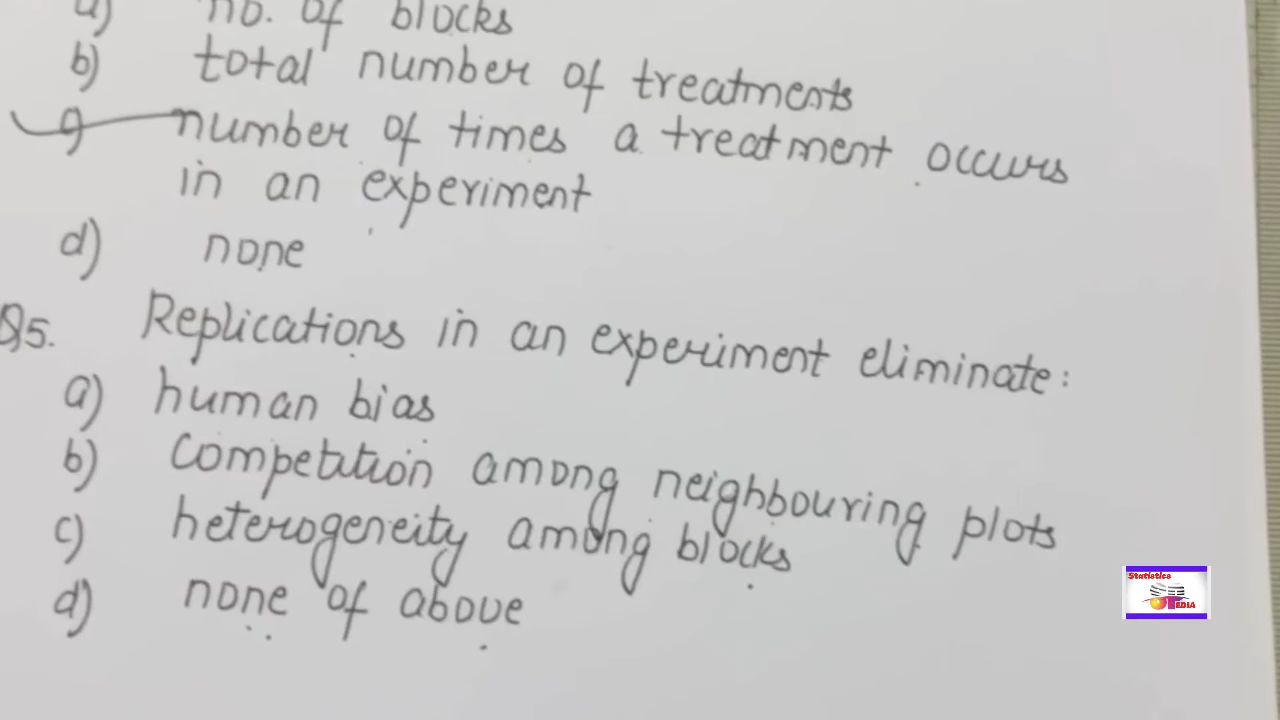 a) no. of blocks
b) total number of treatments
c) number of times a treatment occurs
in an experiment
d) none
Q5. Replications in an experiment eliminate:
a) human bias
b) competition among neighbouring plots
c) heterogeneity among blocks
d) none of above
Statistics
PEDIA